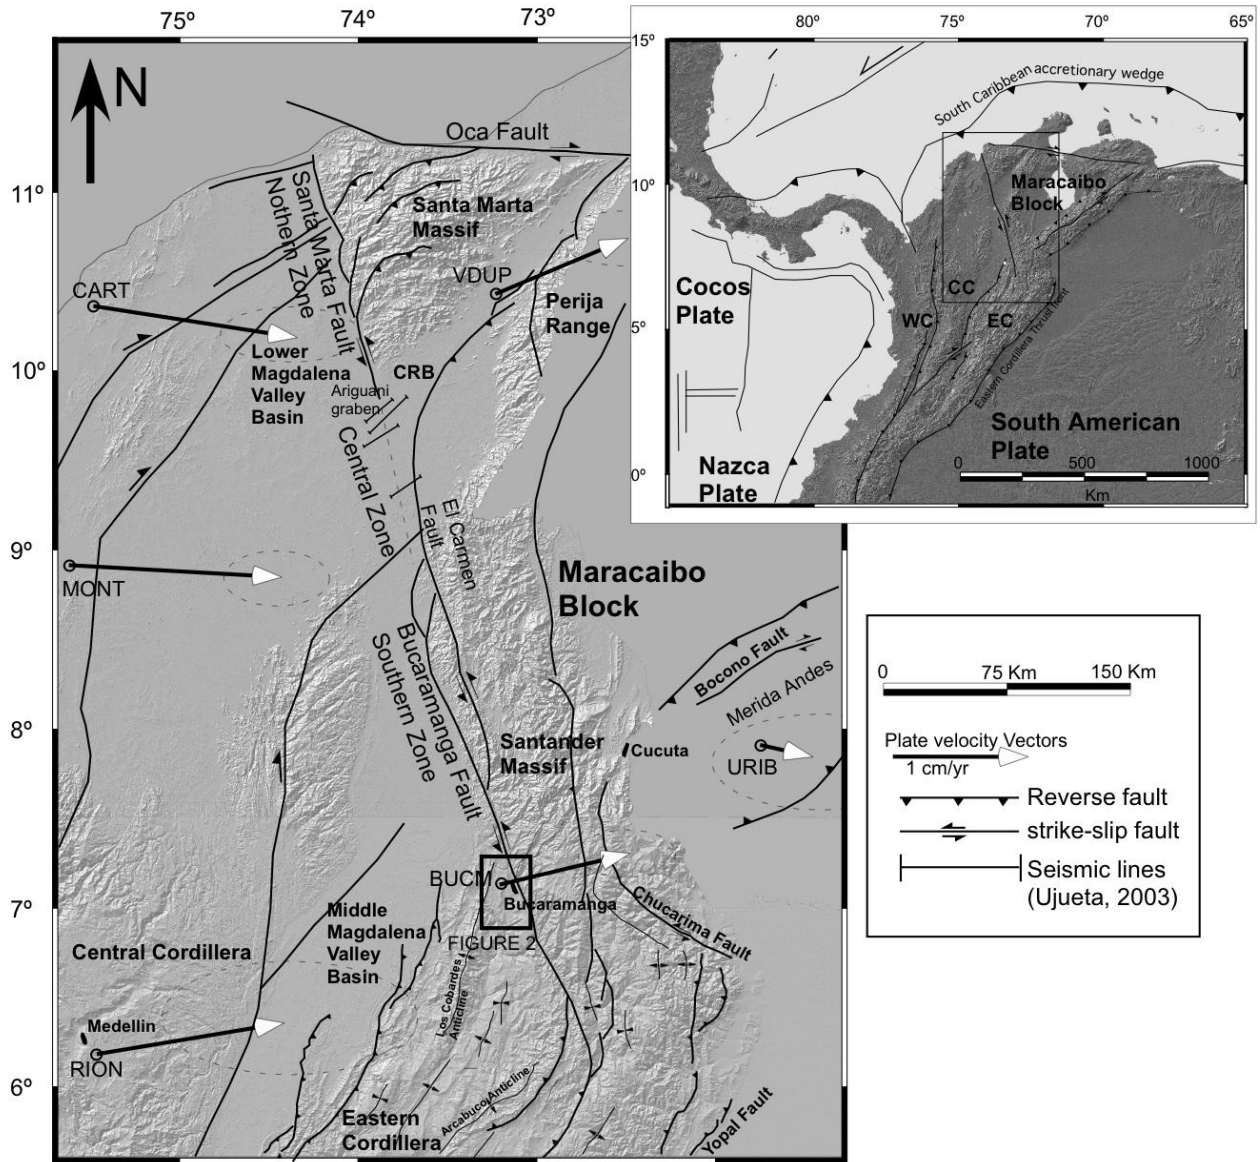 75º
74º
73º
N
Oca Fault
11º
Santa Marta Fault
Nothern Zone
Santa Marta
Massif
VDUP
CART
Perija
Range
Lower
Magdalena
Valley
Basin
10º
CRB
Ariguani
graben
Central Zone
El Carmen
Fault
9º
MONT
Maracaibo
Block
Bucaramanga Fault
Southern Zone
Bocono Fault
Merida Andes
8º
Santander
Massif
Cucuta
URIB
BUCM
Bucaramanga
7º
FIGURE 2
Chucarima Fault
Middle
Magdalena
Valley
Basin
Central Cordillera
Los Cobardes
Anticline
Medellin
RION
6º
Arcabuco Anticline
Eastern
Cordillera
Yopal Fault
80º
75º
70º
65º
15º
South Caribbean accretionary wedge
10º
Maracaibo
Block
Cocos
Plate
CC
WC
EC
5º
Eastern Cordillera Thrust front
South American
Plate
Nazca
Plate
0º
0
500
1000
Km
0
75 Km
150 Km
Plate velocity Vectors
1 cm/yr
Reverse fault
strike-slip fault
Seismic lines
(Ujueta, 2003)